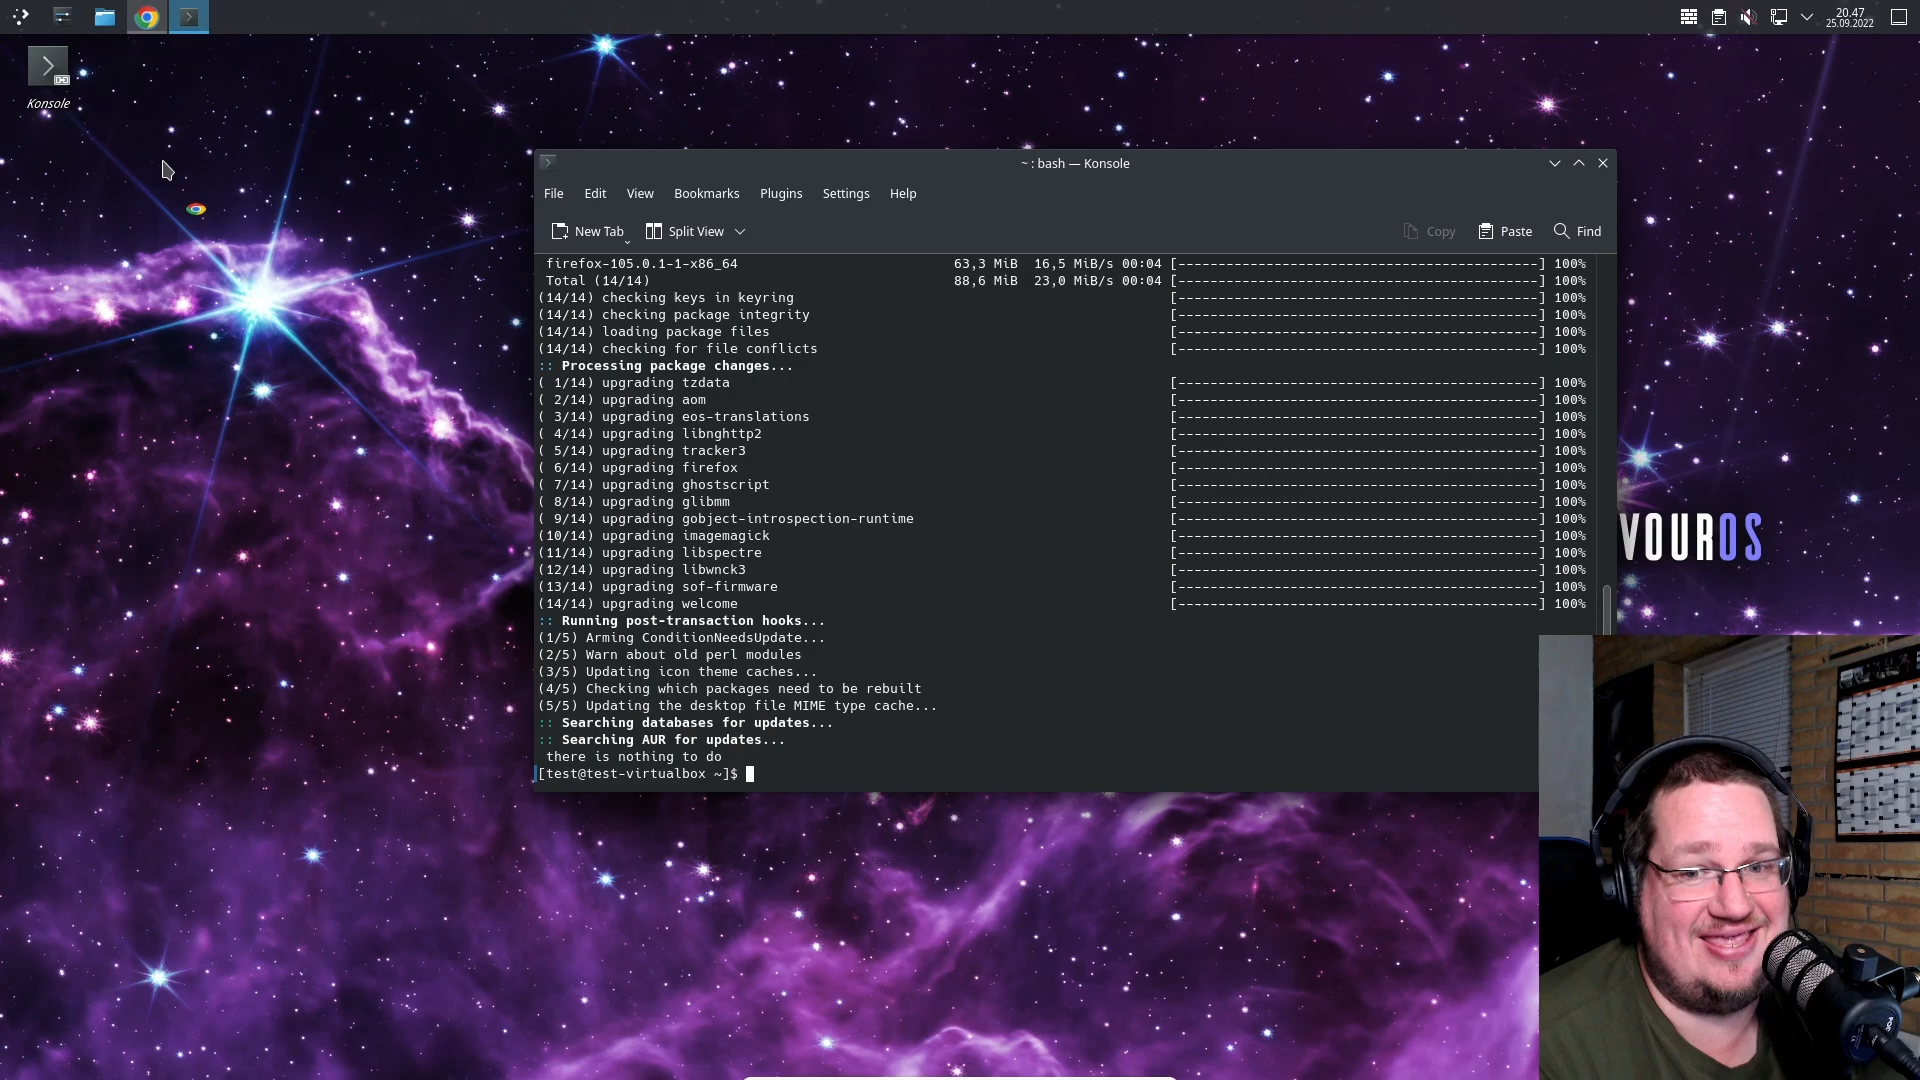 20.47
25.09.2022
Konsole
~ : bash — Konsole
File Edit View Bookmarks Plugins Settings Help
New Tab Split View Copy Paste Find
firefox-105.0.1-1-x86_64 63,3 MiB 16,5 MiB/s 00:04 [----------------------------------------------] 100%
Total (14/14) 88,6 MiB 23,0 MiB/s 00:04 [----------------------------------------------] 100%
(14/14) checking keys in keyring [----------------------------------------------] 100%
(14/14) checking package integrity [----------------------------------------------] 100%
(14/14) loading package files [----------------------------------------------] 100%
(14/14) checking for file conflicts [----------------------------------------------] 100%
:: Processing package changes...
( 1/14) upgrading tzdata [----------------------------------------------] 100%
( 2/14) upgrading aom [----------------------------------------------] 100%
( 3/14) upgrading eos-translations [----------------------------------------------] 100%
( 4/14) upgrading libnghttp2 [----------------------------------------------] 100%
( 5/14) upgrading tracker3 [----------------------------------------------] 100%
( 6/14) upgrading firefox [----------------------------------------------] 100%
( 7/14) upgrading ghostscript [----------------------------------------------] 100%
( 8/14) upgrading glibmm [----------------------------------------------] 100%
( 9/14) upgrading gobject-introspection-runtime [----------------------------------------------] 100%
(10/14) upgrading imagemagick [----------------------------------------------] 100%
(11/14) upgrading libspectre [----------------------------------------------] 100%
(12/14) upgrading libwnck3 [----------------------------------------------] 100%
(13/14) upgrading sof-firmware [----------------------------------------------] 100%
(14/14) upgrading welcome [----------------------------------------------] 100%
:: Running post-transaction hooks...
(1/5) Arming ConditionNeedsUpdate...
(2/5) Warn about old perl modules
(3/5) Updating icon theme caches...
(4/5) Checking which packages need to be rebuilt
(5/5) Updating the desktop file MIME type cache...
:: Searching databases for updates...
:: Searching AUR for updates...
there is nothing to do
[test@test-virtualbox ~]$
VOUROS